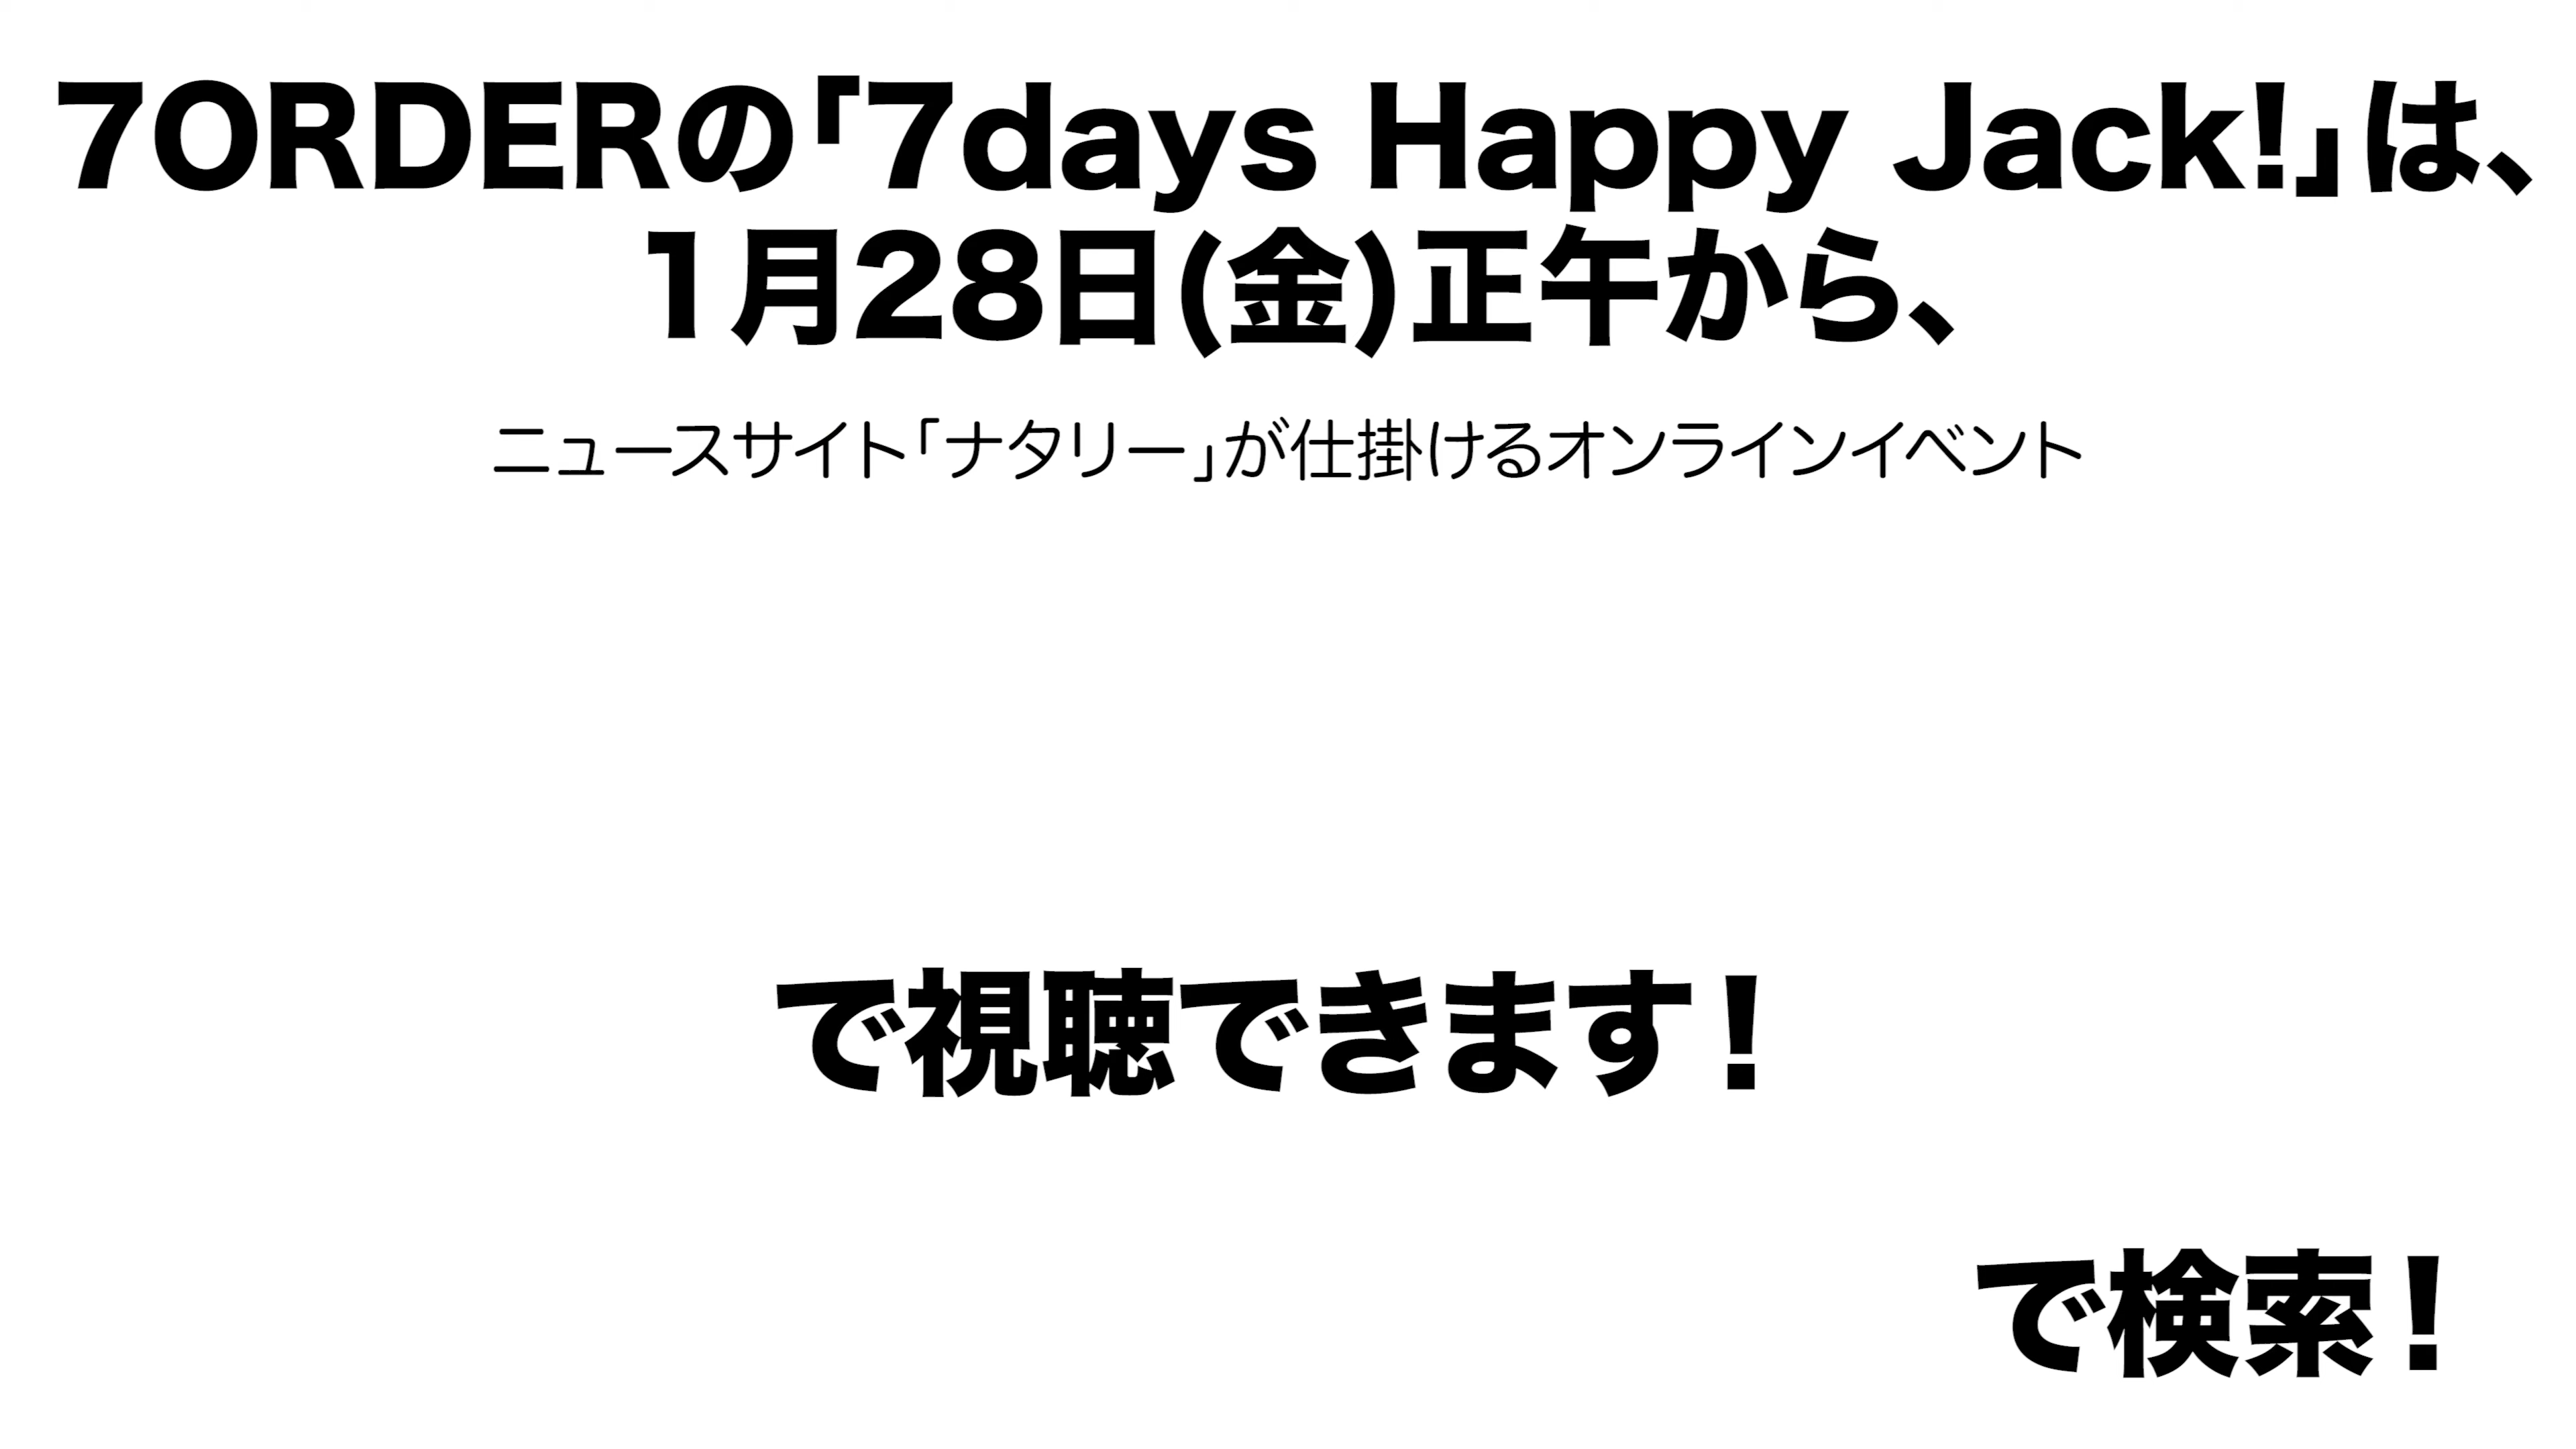 7ORDERの「7days Happy Jack!」は、
1月28日(金)正午から、
ニュースサイト「ナタリー」が仕掛けるオンラインイベント
で視聴できます!
で検索!